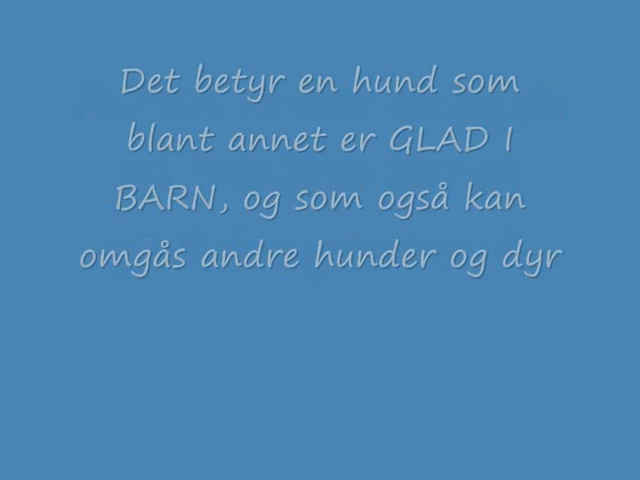 Det betyr en hund som
blant annet er GLAD I
BARN, og som også kan
omgås andre hunder og dyr